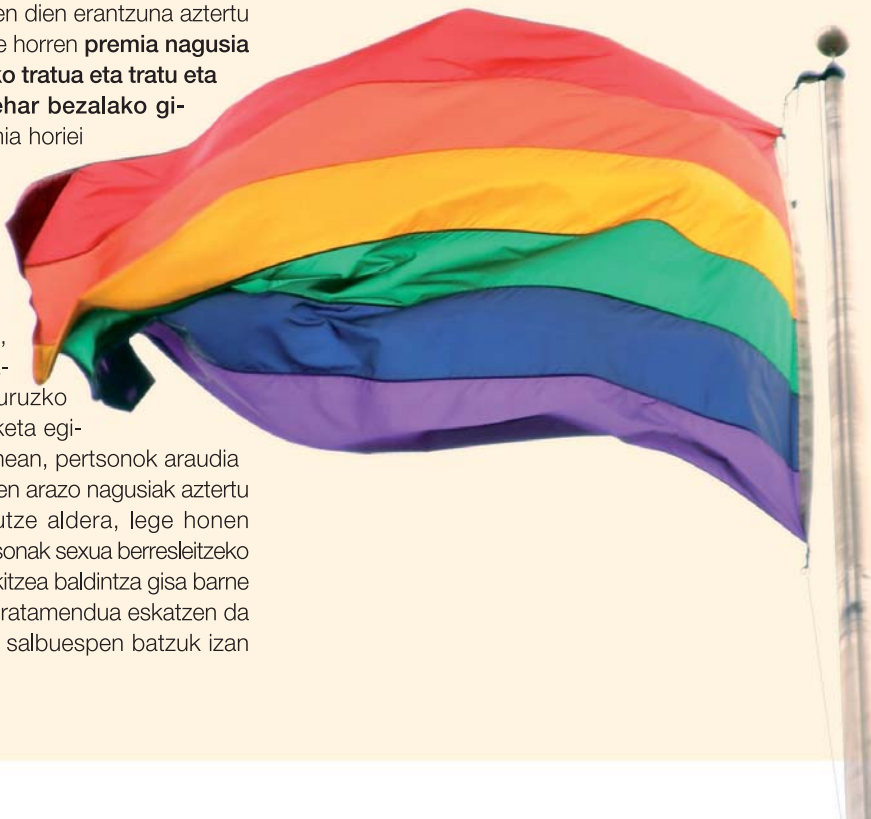 en dien erantzuna aztertu
e horren premia nagusia
ko tratua eta tratu eta
ehar bezalako gi-
nia horiei
,
-
uruzko
keta egi-
nean, pertsonok araudia
en arazo nagusiak aztertu
utze aldera, lege honen
sonak sexua berresleitzeko
kitzea baldintza gisa barne
ratamendua eskatzen da
salbuespen batzuk izan